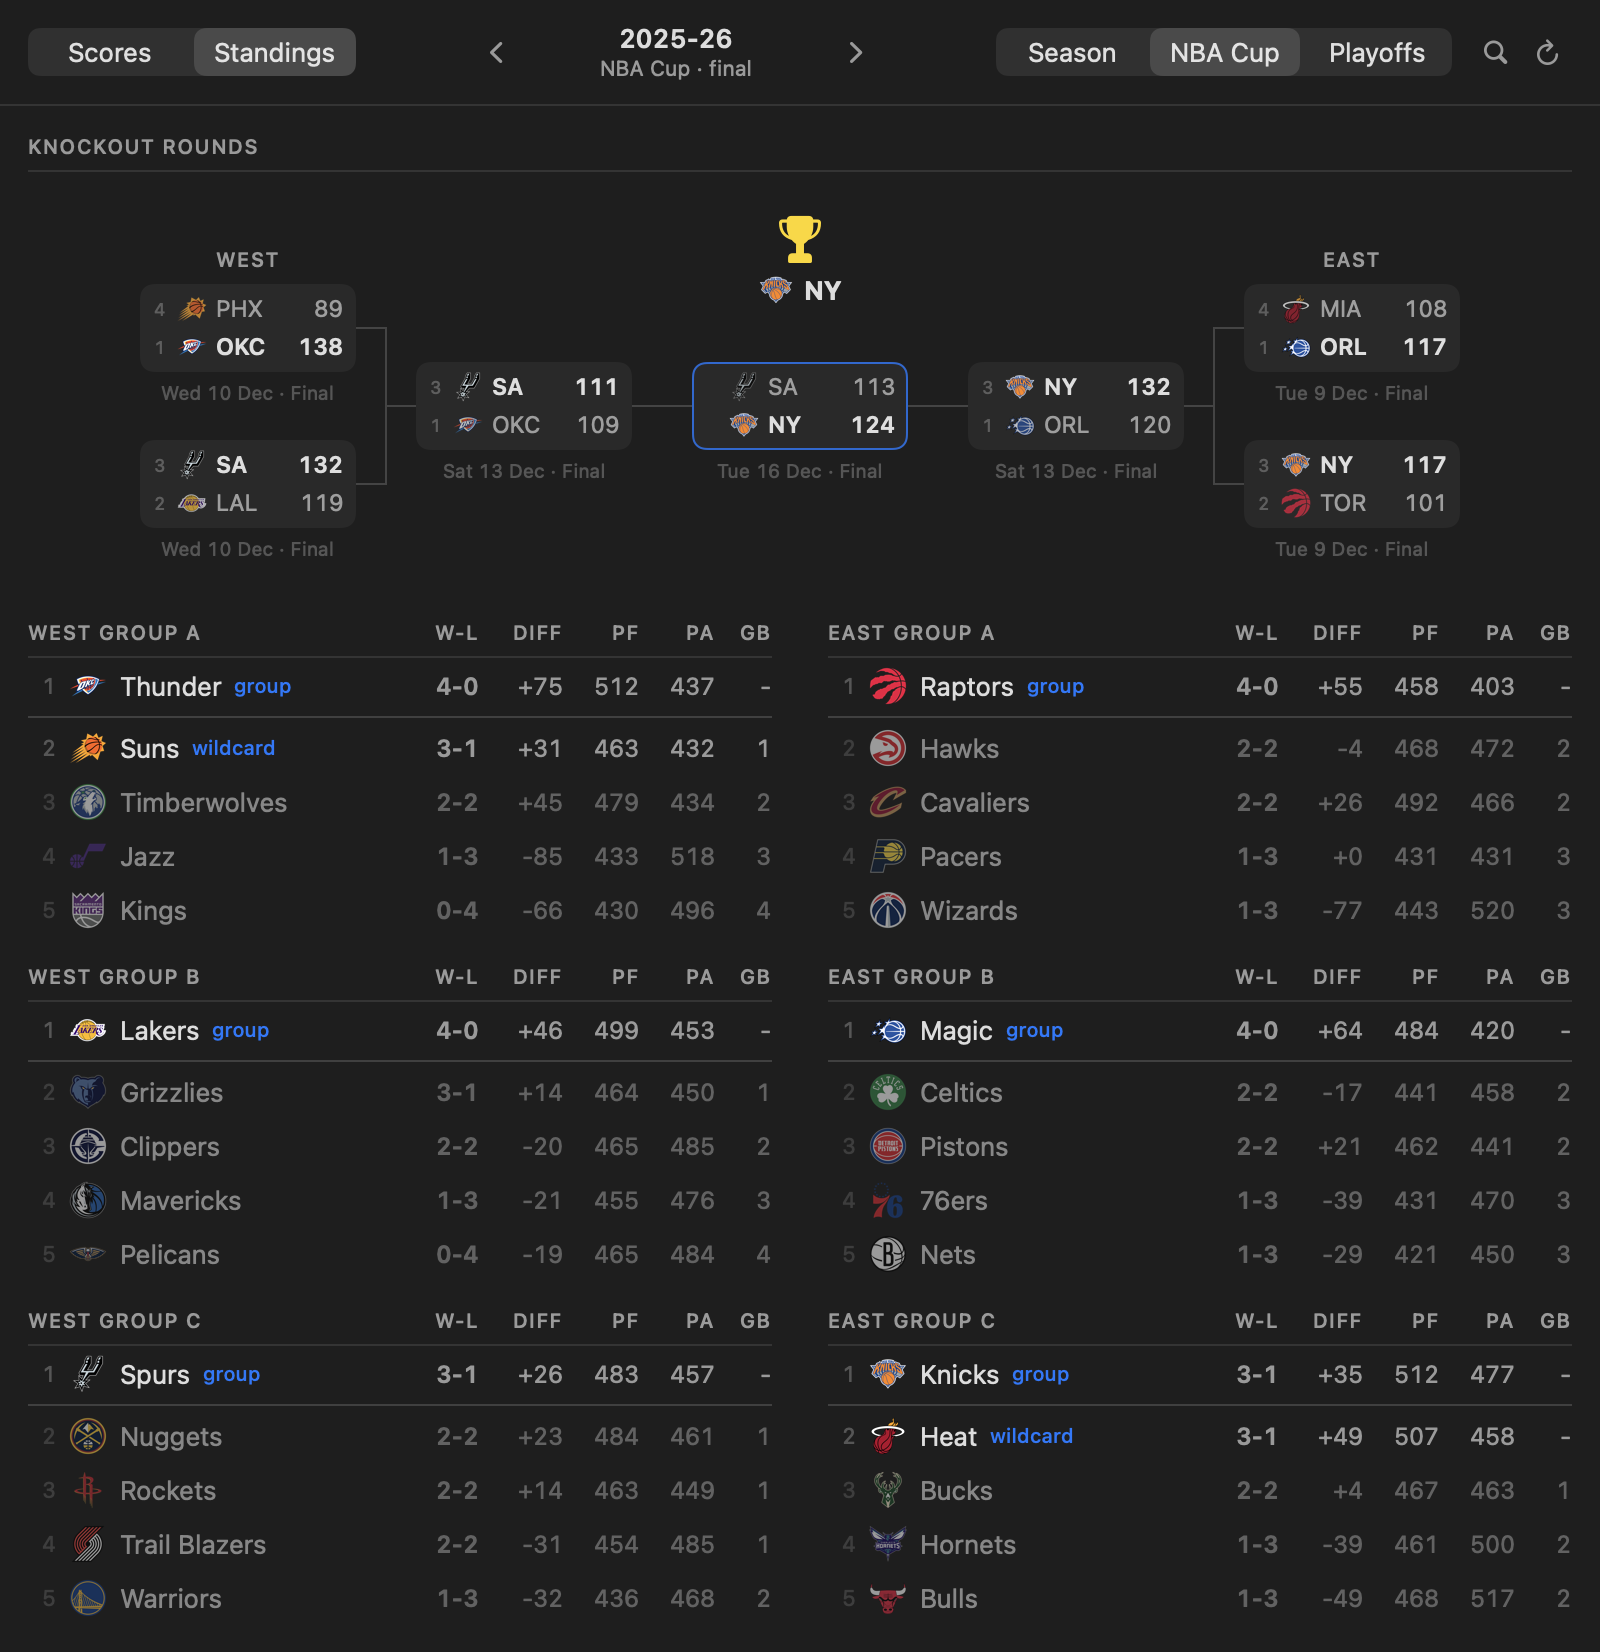 Scores Standings
2025-26
NBA Cup · final
Season NBA Cup Playoffs
KNOCKOUT ROUNDS
NY
WEST
4 PHX 89
1 OKC 138
Wed 10 Dec · Final
3 SA 132
2 LAL 119
Wed 10 Dec · Final
3 SA 111
1 OKC 109
Sat 13 Dec · Final
SA 113
NY 124
Tue 16 Dec · Final
3 NY 132
1 ORL 120
Sat 13 Dec · Final
EAST
4 MIA 108
1 ORL 117
Tue 9 Dec · Final
3 NY 117
2 TOR 101
Tue 9 Dec · Final
WEST GROUP A W-L DIFF PF PA GB
1 Thunder group 4-0 +75 512 437 -
2 Suns wildcard 3-1 +31 463 432 1
3 Timberwolves 2-2 +45 479 434 2
4 Jazz 1-3 -85 433 518 3
5 Kings 0-4 -66 430 496 4
EAST GROUP A W-L DIFF PF PA GB
1 Raptors group 4-0 +55 458 403 -
2 Hawks 2-2 -4 468 472 2
3 Cavaliers 2-2 +26 492 466 2
4 Pacers 1-3 +0 431 431 3
5 Wizards 1-3 -77 443 520 3
WEST GROUP B W-L DIFF PF PA GB
1 Lakers group 4-0 +46 499 453 -
2 Grizzlies 3-1 +14 464 450 1
3 Clippers 2-2 -20 465 485 2
4 Mavericks 1-3 -21 455 476 3
5 Pelicans 0-4 -19 465 484 4
EAST GROUP B W-L DIFF PF PA GB
1 Magic group 4-0 +64 484 420 -
2 Celtics 2-2 -17 441 458 2
3 Pistons 2-2 +21 462 441 2
4 76ers 1-3 -39 431 470 3
5 Nets 1-3 -29 421 450 3
WEST GROUP C W-L DIFF PF PA GB
1 Spurs group 3-1 +26 483 457 -
2 Nuggets 2-2 +23 484 461 1
3 Rockets 2-2 +14 463 449 1
4 Trail Blazers 2-2 -31 454 485 1
5 Warriors 1-3 -32 436 468 2
EAST GROUP C W-L DIFF PF PA GB
1 Knicks group 3-1 +35 512 477 -
2 Heat wildcard 3-1 +49 507 458 -
3 Bucks 2-2 +4 467 463 1
4 Hornets 1-3 -39 461 500 2
5 Bulls 1-3 -49 468 517 2